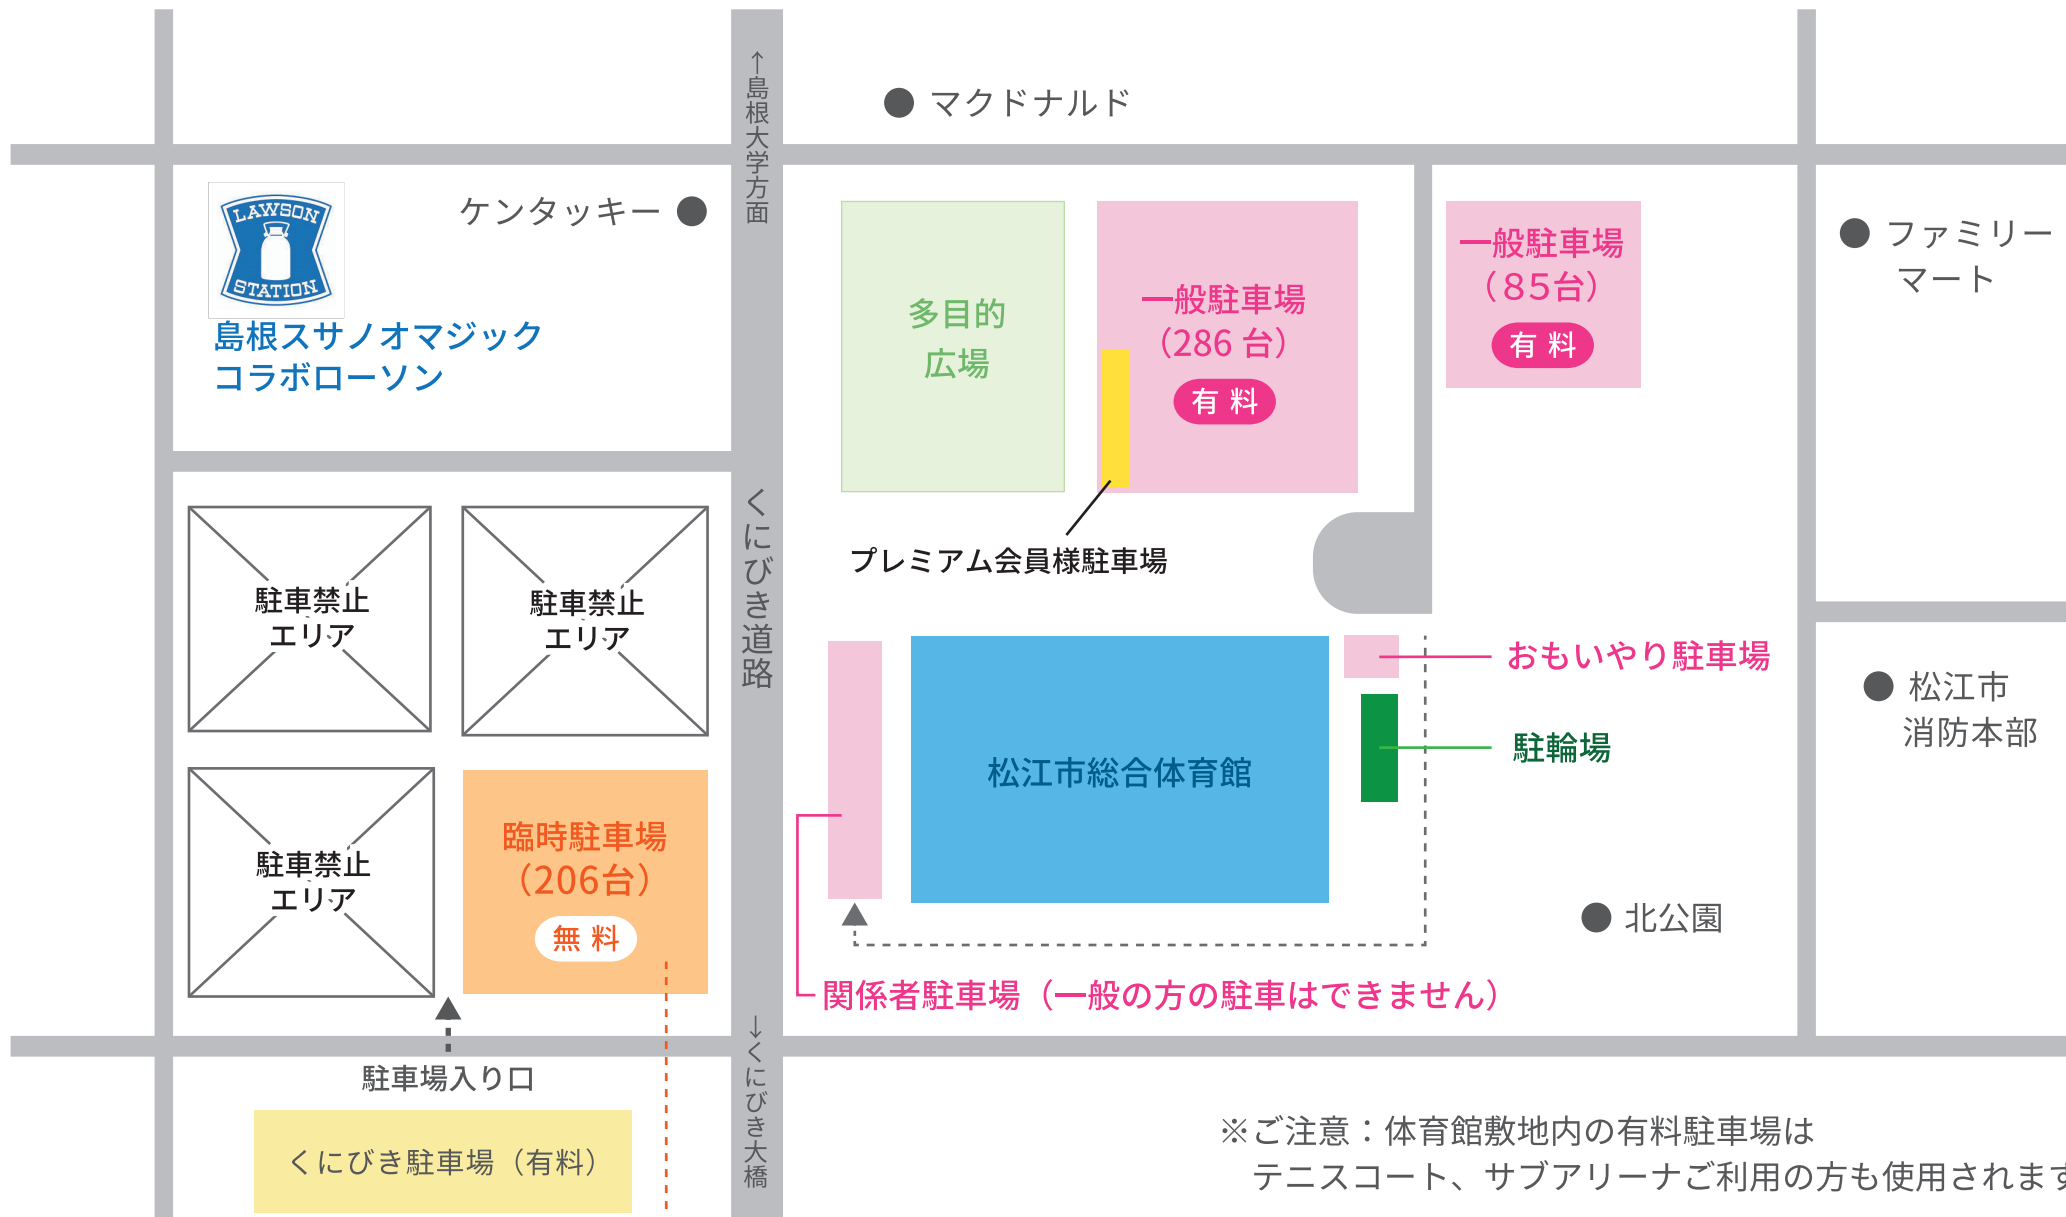 ↑島根大学方面
マクドナルド
LAWSON
STATION
ケンタッキー
島根スサノオマジック
コラボローソン
多目的
広場
一般駐車場
（286 台）
有 料
一般駐車場
（８５台）
有 料
ファミリー
マート
プレミアム会員様駐車場
くにびき道路
駐車禁止
エリア
駐車禁止
エリア
おもいやり駐車場
松江市
消防本部
駐輪場
松江市総合体育館
臨時駐車場
（206台）
無 料
駐車禁止
エリア
北公園
関係者駐車場（一般の方の駐車はできません）
↓くにびき大橋
駐車場入り口
くにびき駐車場（有料）
※ご注意：体育館敷地内の有料駐車場は
テニスコート、サブアリーナご利用の方も使用されます